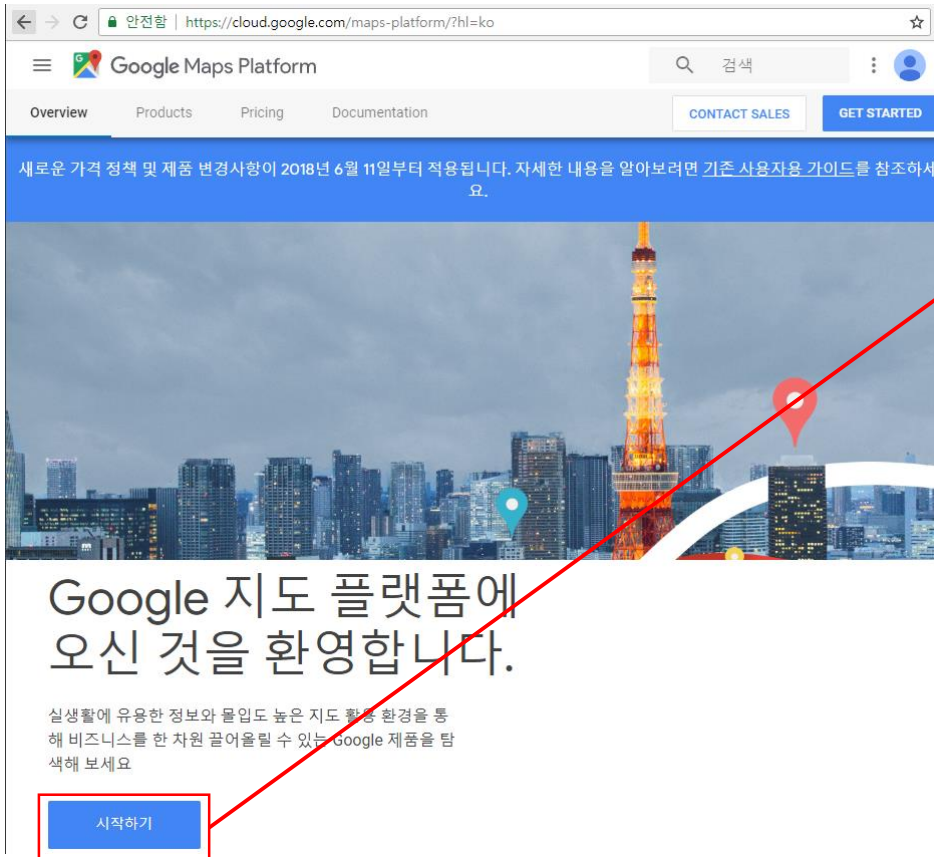 안전함 | https://cloud.google.com/maps-platform/?hl=ko
Google Maps Platform
검색
Overview Products Pricing Documentation CONTACT SALES GET STARTED
새로운 가격 정책 및 제품 변경사항이 2018년 6월 11일부터 적용됩니다. 자세한 내용을 알아보려면 기존 사용자용 가이드를 참조하세
요.
Google 지도 플랫폼에
오신 것을 환영합니다.
실생활에 유용한 정보와 몰입도 높은 지도 활용 환경을 통
해 비즈니스를 한 차원 끌어올릴 수 있는 Google 제품을 탐
색해 보세요
시작하기